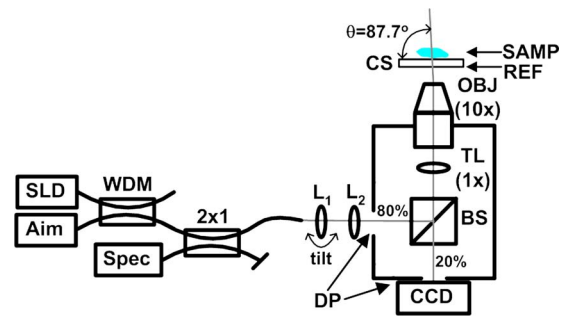 θ=87.7º
SAMP
CS
REF
OBJ
(10x)
SLD
WDM
L1
L2
TL
(1x)
Aim
2x1
80%
BS
Spec
tilt
20%
DP
CCD